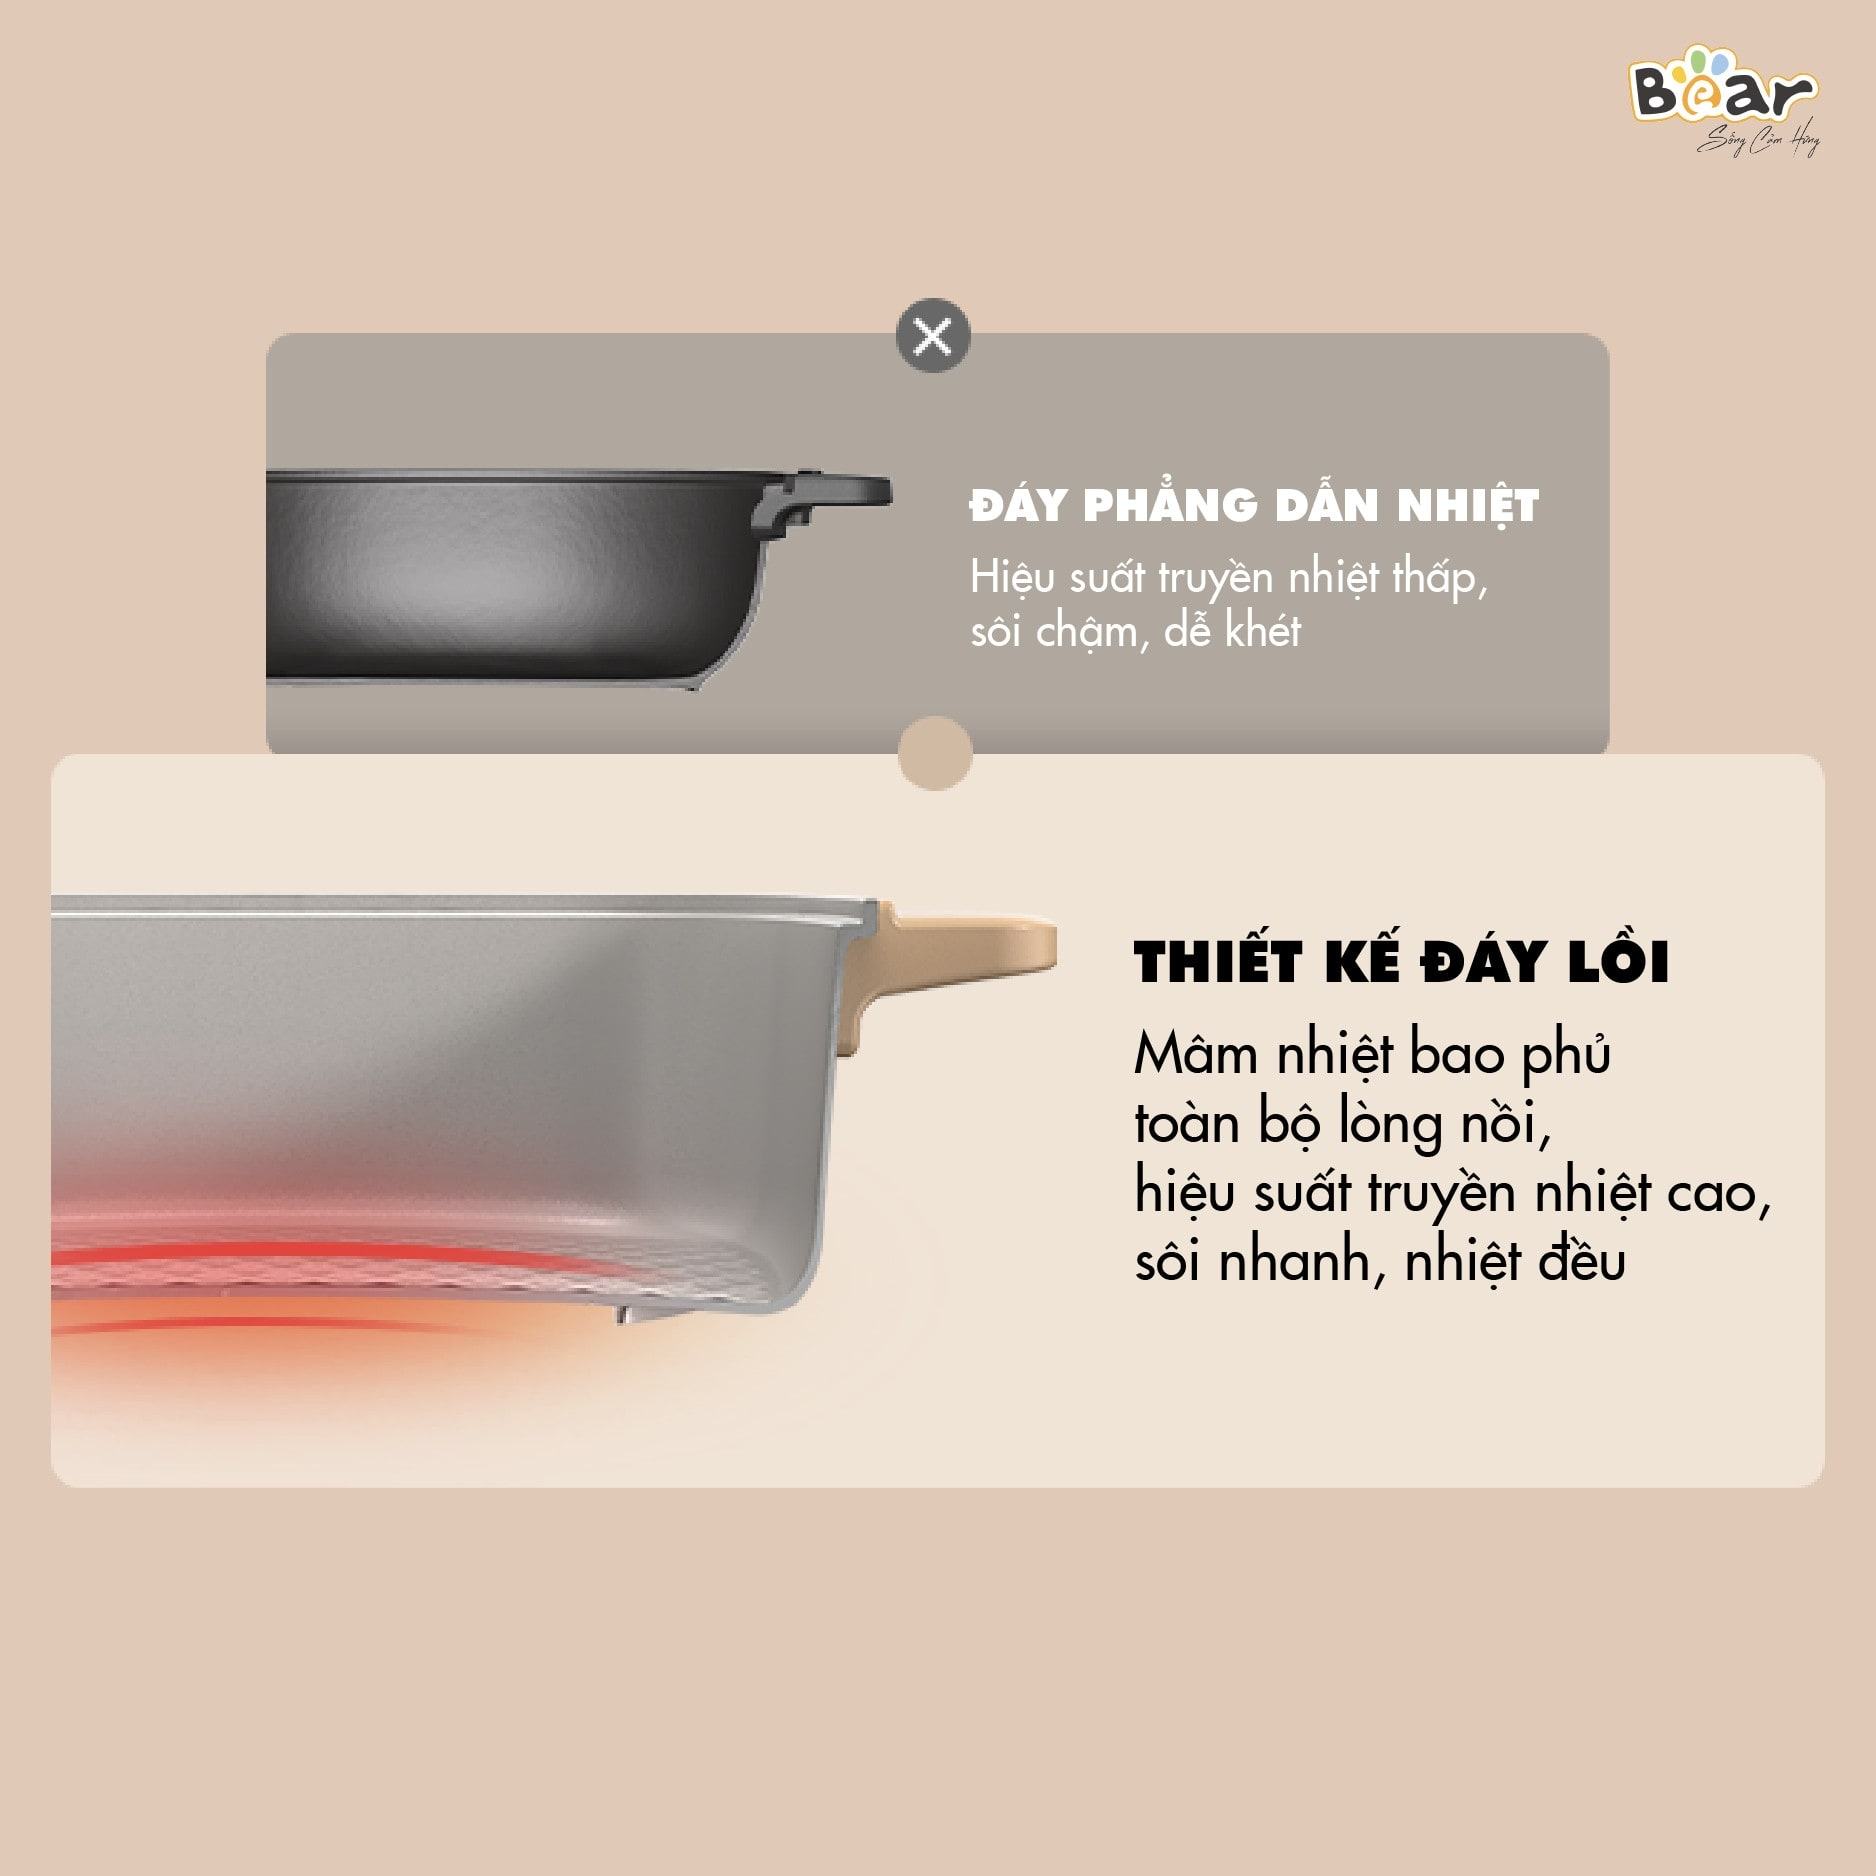 Bear
Sống Cảm Hứng
ĐÁY PHẲNG DẪN NHIỆT
Hiệu suất truyền nhiệt thấp,
sôi chậm, dễ khét
THIẾT KẾ ĐÁY LỒI
Mâm nhiệt bao phủ
toàn bộ lòng nồi,
hiệu suất truyền nhiệt cao,
sôi nhanh, nhiệt đều